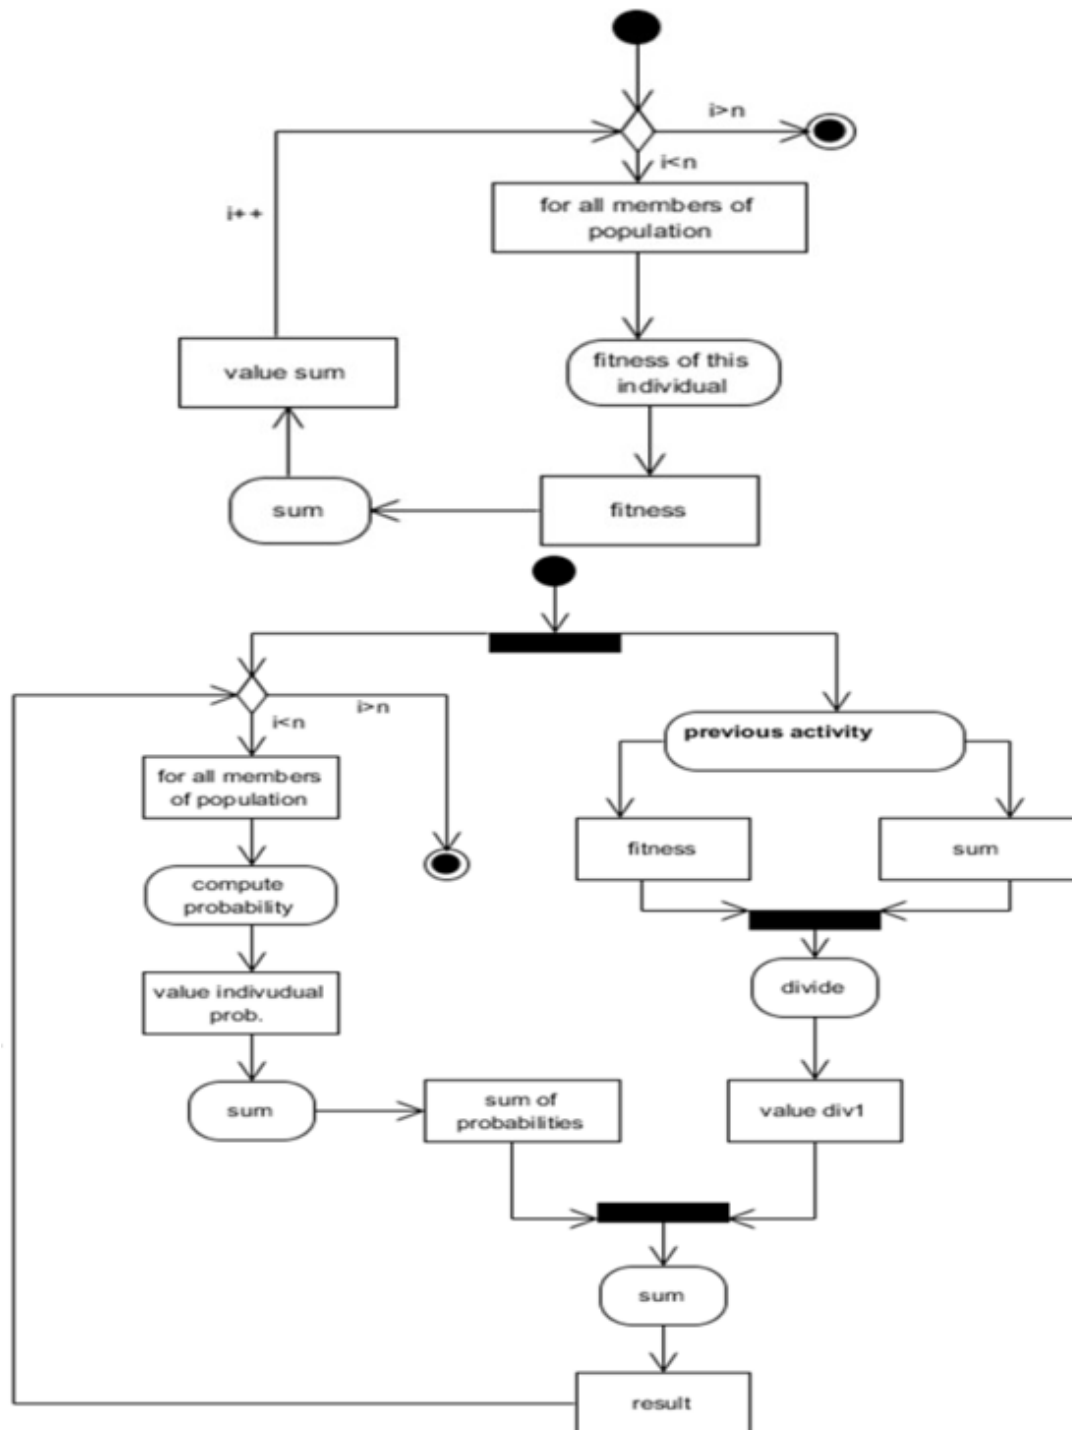 i>n
i<n
for all members of
population
i++
fitness of this
individual
value sum
fitness
sum
i>n
i<n
previous activity
for all members
of population
fitness
sum
compute
probability
value indivudual
prob.
divide
sum
sum of
probabilities
value div1
sum
result